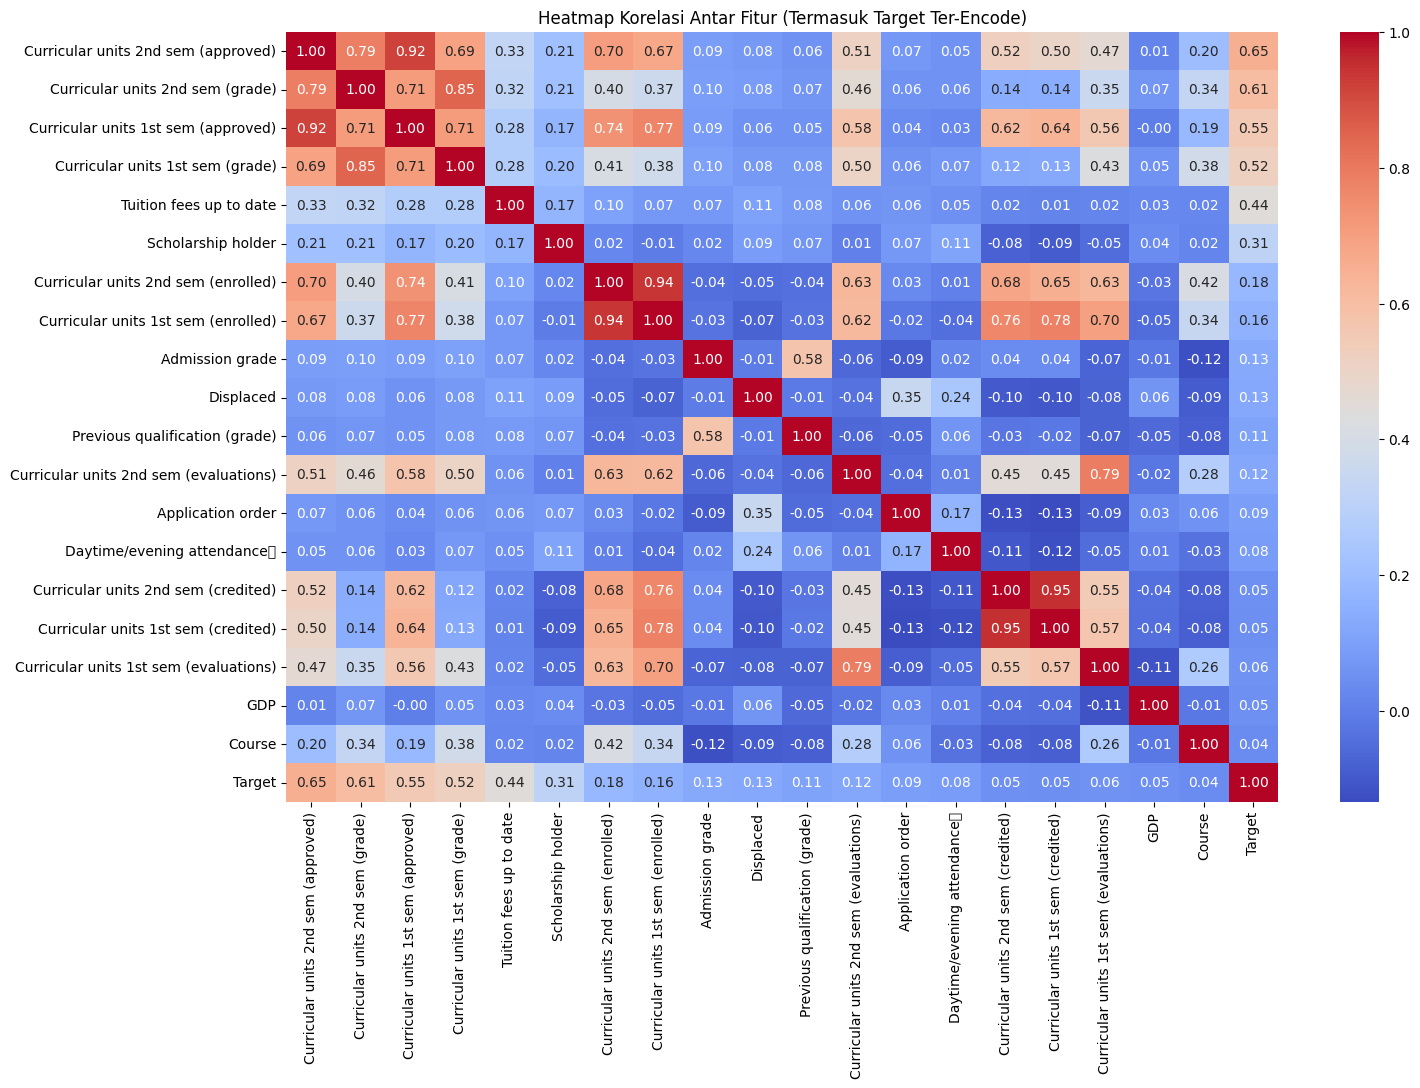 Heatmap Korelasi Antar Fitur (Termasuk Target Ter-Encode)
Curricular units 2nd sem (approved) 1.00 0.79 0.92 0.69 0.33 0.21 0.70 0.67 0.09 0.08 0.06 0.51 0.07 0.05 0.52 0.50 0.47 0.01 0.20 0.65
Curricular units 2nd sem (grade) 0.79 1.00 0.71 0.85 0.32 0.21 0.40 0.37 0.10 0.08 0.07 0.46 0.06 0.06 0.14 0.14 0.35 0.07 0.34 0.61
Curricular units 1st sem (approved) 0.92 0.71 1.00 0.71 0.28 0.17 0.74 0.77 0.09 0.06 0.05 0.58 0.04 0.03 0.62 0.64 0.56 -0.00 0.19 0.55
Curricular units 1st sem (grade) 0.69 0.85 0.71 1.00 0.28 0.20 0.41 0.38 0.10 0.08 0.08 0.50 0.06 0.07 0.12 0.13 0.43 0.05 0.38 0.52
Tuition fees up to date 0.33 0.32 0.28 0.28 1.00 0.17 0.10 0.07 0.07 0.11 0.08 0.06 0.06 0.05 0.02 0.01 0.02 0.03 0.02 0.44
Scholarship holder 0.21 0.21 0.17 0.20 0.17 1.00 0.02 -0.01 0.02 0.09 0.07 0.01 0.07 0.11 -0.08 -0.09 -0.05 0.04 0.02 0.31
Curricular units 2nd sem (enrolled) 0.70 0.40 0.74 0.41 0.10 0.02 1.00 0.94 -0.04 -0.05 -0.04 0.63 0.03 0.01 0.68 0.65 0.63 -0.03 0.42 0.18
Curricular units 1st sem (enrolled) 0.67 0.37 0.77 0.38 0.07 -0.01 0.94 1.00 -0.03 -0.07 -0.03 0.62 -0.02 -0.04 0.76 0.78 0.70 -0.05 0.34 0.16
Admission grade 0.09 0.10 0.09 0.10 0.07 0.02 -0.04 -0.03 1.00 -0.01 0.58 -0.06 -0.09 0.02 0.04 0.04 -0.07 -0.01 -0.12 0.13
Displaced 0.08 0.08 0.06 0.08 0.11 0.09 -0.05 -0.07 -0.01 1.00 -0.01 -0.04 0.35 0.24 -0.10 -0.10 -0.08 0.06 -0.09 0.13
Previous qualification (grade) 0.06 0.07 0.05 0.08 0.08 0.07 -0.04 -0.03 0.58 -0.01 1.00 -0.06 -0.05 0.06 -0.03 -0.02 -0.07 -0.05 -0.08 0.11
Curricular units 2nd sem (evaluations) 0.51 0.46 0.58 0.50 0.06 0.01 0.63 0.62 -0.06 -0.04 -0.06 1.00 -0.04 0.01 0.45 0.45 0.79 -0.02 0.28 0.12
Application order 0.07 0.06 0.04 0.06 0.06 0.07 0.03 -0.02 -0.09 0.35 -0.05 -0.04 1.00 0.17 -0.13 -0.13 -0.09 0.03 0.06 0.09
Daytime/evening attendance 0.05 0.06 0.03 0.07 0.05 0.11 0.01 -0.04 0.02 0.24 0.06 0.01 0.17 1.00 -0.11 -0.12 -0.05 0.01 -0.03 0.08
Curricular units 2nd sem (credited) 0.52 0.14 0.62 0.12 0.02 -0.08 0.68 0.76 0.04 -0.10 -0.03 0.45 -0.13 -0.11 1.00 0.95 0.55 -0.04 -0.08 0.05
Curricular units 1st sem (credited) 0.50 0.14 0.64 0.13 0.01 -0.09 0.65 0.78 0.04 -0.10 -0.02 0.45 -0.13 -0.12 0.95 1.00 0.57 -0.04 -0.08 0.05
Curricular units 1st sem (evaluations) 0.47 0.35 0.56 0.43 0.02 -0.05 0.63 0.70 -0.07 -0.08 -0.07 0.79 -0.09 -0.05 0.55 0.57 1.00 -0.11 0.26 0.06
GDP 0.01 0.07 -0.00 0.05 0.03 0.04 -0.03 -0.05 -0.01 0.06 -0.05 -0.02 0.03 0.01 -0.04 -0.04 -0.11 1.00 -0.01 0.05
Course 0.20 0.34 0.19 0.38 0.02 0.02 0.42 0.34 -0.12 -0.09 -0.08 0.28 0.06 -0.03 -0.08 -0.08 0.26 -0.01 1.00 0.04
Target 0.65 0.61 0.55 0.52 0.44 0.31 0.18 0.16 0.13 0.13 0.11 0.12 0.09 0.08 0.05 0.05 0.06 0.05 0.04 1.00
Curricular units 2nd sem (approved)
Curricular units 2nd sem (grade)
Curricular units 1st sem (approved)
Curricular units 1st sem (grade)
Tuition fees up to date
Scholarship holder
Curricular units 2nd sem (enrolled)
Curricular units 1st sem (enrolled)
Admission grade
Displaced
Previous qualification (grade)
Curricular units 2nd sem (evaluations)
Application order
Daytime/evening attendance
Curricular units 2nd sem (credited)
Curricular units 1st sem (credited)
Curricular units 1st sem (evaluations)
GDP
Course
Target
1.0
0.8
0.6
0.4
0.2
0.0